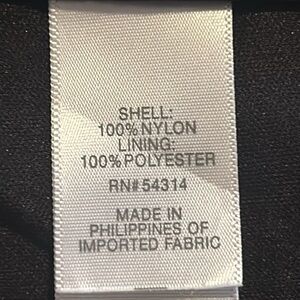 SHELL:
100% NYLON
LINING:
100% POLYESTER
RN# 54314
MADE IN
PHILIPPINES OF
IMPORTED FABRIC